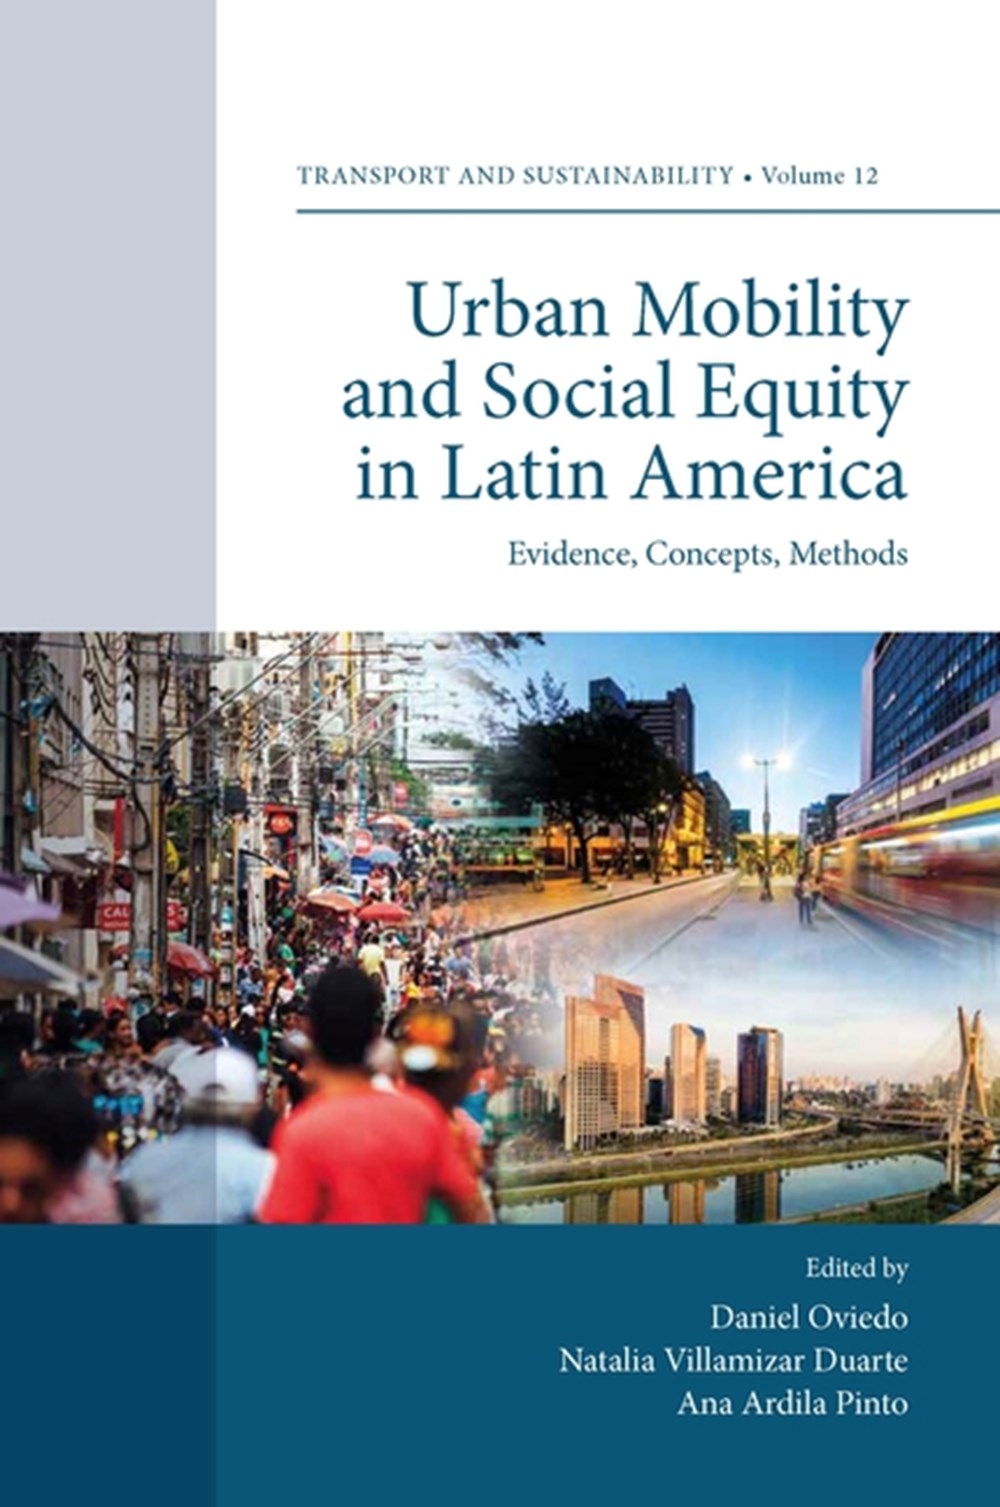 TRANSPORT AND SUSTAINABILITY • Volume 12
Urban Mobility
and Social Equity
in Latin America
Evidence, Concepts, Methods
CAL
Edited by
Daniel Oviedo
Natalia Villamizar Duarte
Ana Ardila Pinto